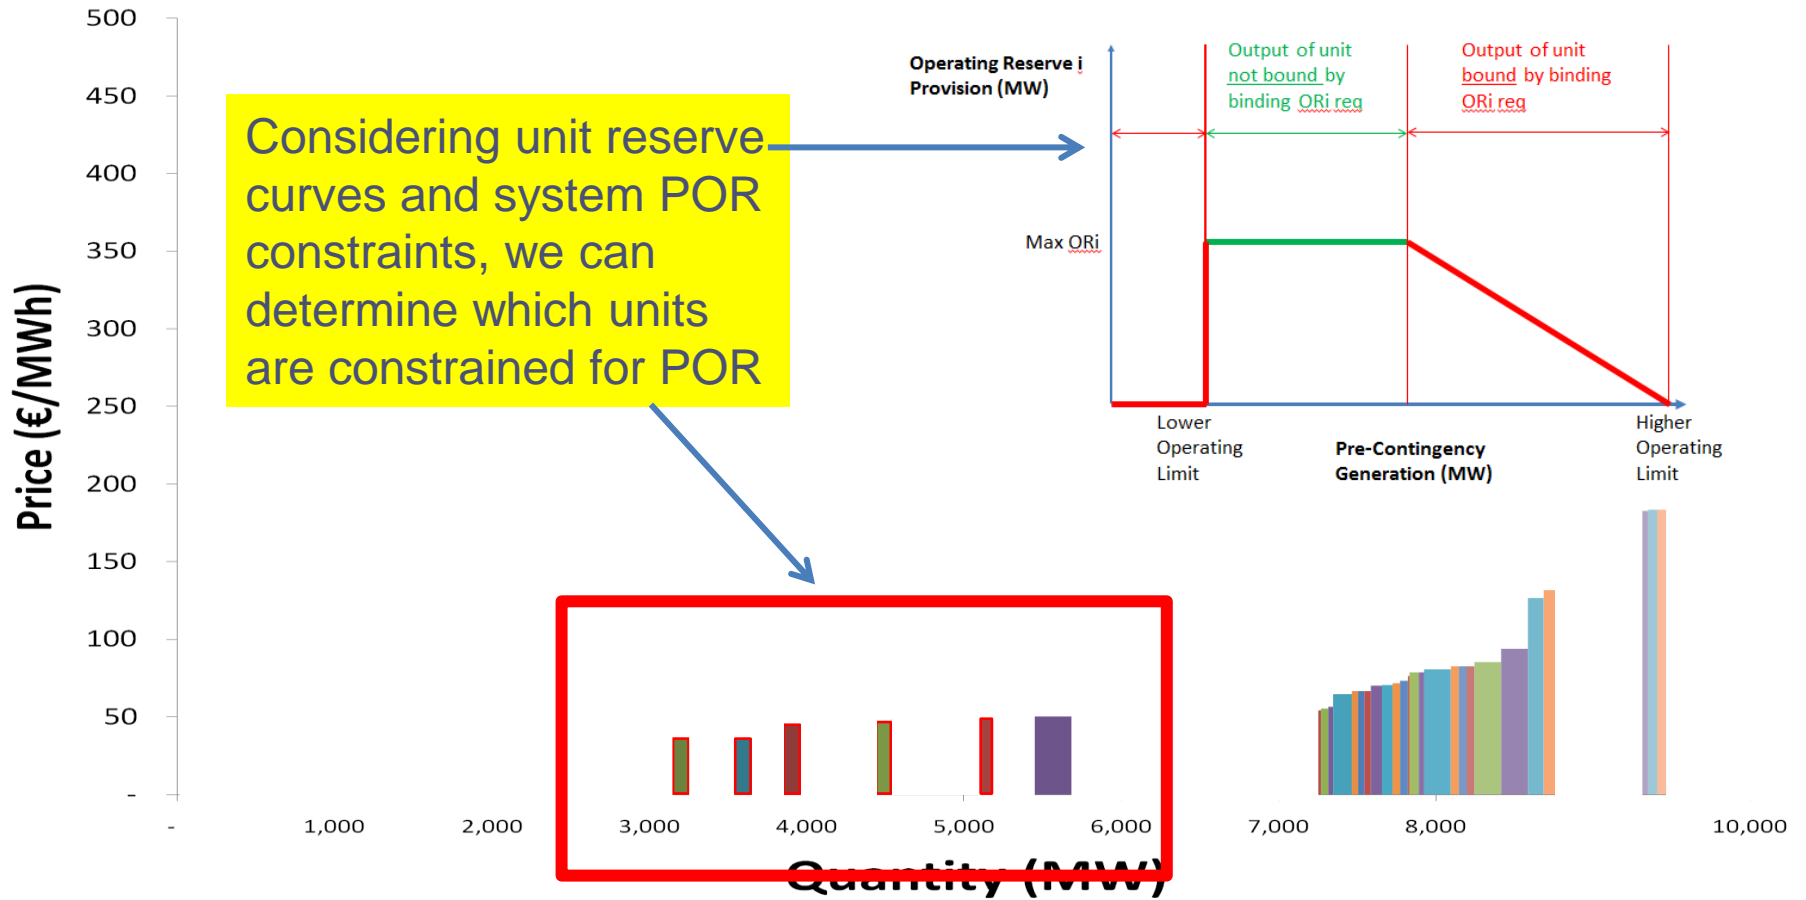 500
450
400
350
300
250
200
150
100
50
-
Price (€/MWh)
Considering unit reserve
curves and system POR
constraints, we can
determine which units
are constrained for POR
Operating Reserve i
Provision (MW)
Output of unit
not bound by
binding ORi req
Output of unit
bound by binding
ORi req
Max ORi
Lower
Operating
Limit
Pre-Contingency
Generation (MW)
Higher
Operating
Limit
- 1,000 2,000 3,000 4,000 5,000 6,000 7,000 8,000 10,000
Quantity (MW)